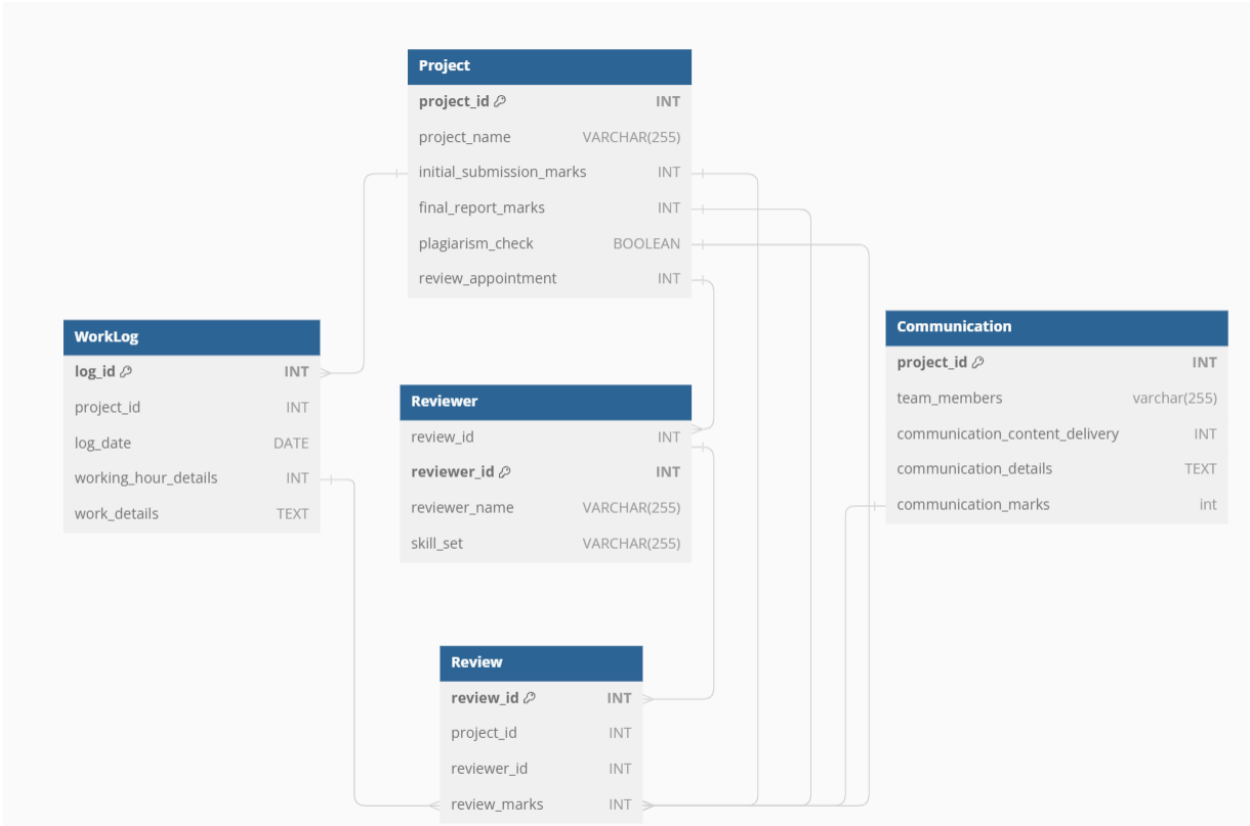 Project
project_id INT
project_name VARCHAR(255)
initial_submission_marks INT
final_report_marks INT
plagiarism_check BOOLEAN
review_appointment INT
WorkLog
log_id INT
project_id INT
log_date DATE
working_hour_details INT
work_details TEXT
Reviewer
review_id INT
reviewer_id INT
reviewer_name VARCHAR(255)
skill_set VARCHAR(255)
Communication
project_id INT
team_members varchar(255)
communication_content_delivery INT
communication_details TEXT
communication_marks int
Review
review_id INT
project_id INT
reviewer_id INT
review_marks INT